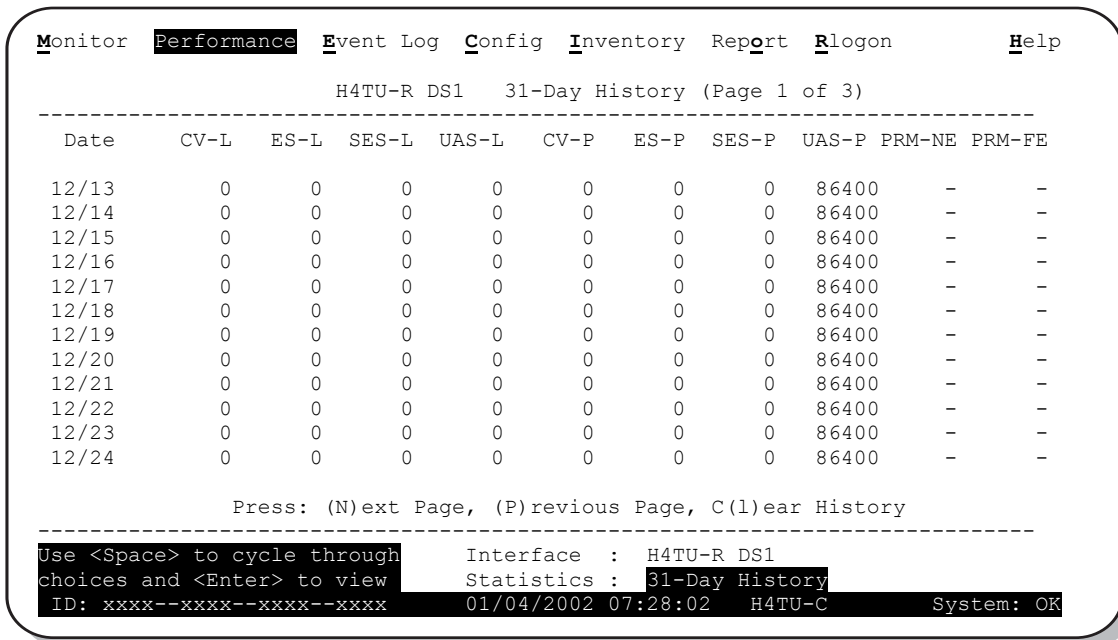 Monitor Performance Event Log Config Inventory Report Rlogon Help
H4TU-R DS1 31-Day History (Page 1 of 3)
--------------------------------------------------------------------------------
Date CV-L ES-L SES-L UAS-L CV-P ES-P SES-P UAS-P PRM-NE PRM-FE
12/13 0 0 0 0 0 0 0 86400 - -
12/14 0 0 0 0 0 0 0 86400 - -
12/15 0 0 0 0 0 0 0 86400 - -
12/16 0 0 0 0 0 0 0 86400 - -
12/17 0 0 0 0 0 0 0 86400 - -
12/18 0 0 0 0 0 0 0 86400 - -
12/19 0 0 0 0 0 0 0 86400 - -
12/20 0 0 0 0 0 0 0 86400 - -
12/21 0 0 0 0 0 0 0 86400 - -
12/22 0 0 0 0 0 0 0 86400 - -
12/23 0 0 0 0 0 0 0 86400 - -
12/24 0 0 0 0 0 0 0 86400 - -
Press: (N)ext Page, (P)revious Page, C(l)ear History
--------------------------------------------------------------------------------
Use <Space> to cycle through Interface : H4TU-R DS1
choices and <Enter> to view Statistics : 31-Day History
ID: xxxx--xxxx--xxxx--xxxx 01/04/2002 07:28:02 H4TU-C System: OK